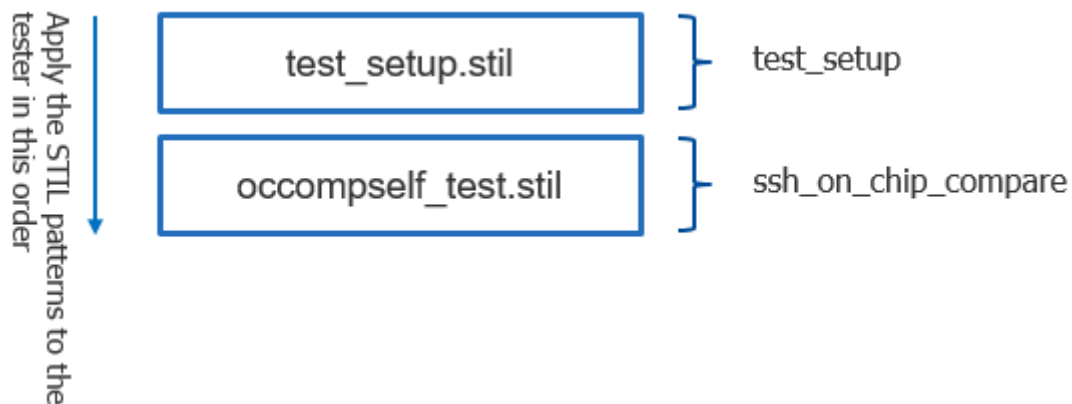 Apply the STIL patterns to the
tester in this order
test_setup.stil
test_setup
occompself_test.stil
ssh_on_chip_compare